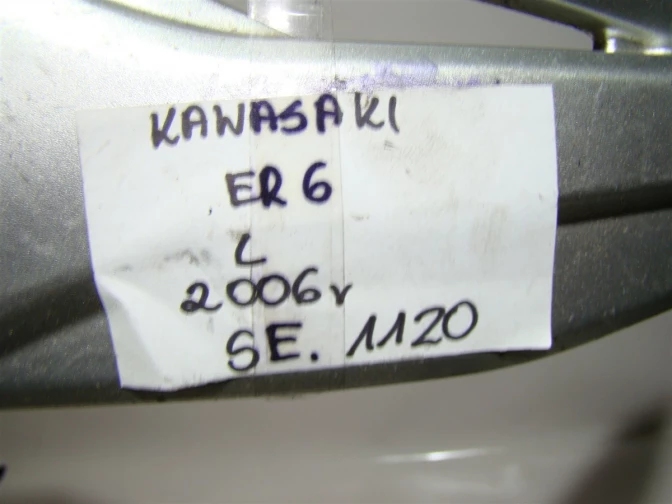 KAWASAKI
ER 6
L
2006r
SE. 1120